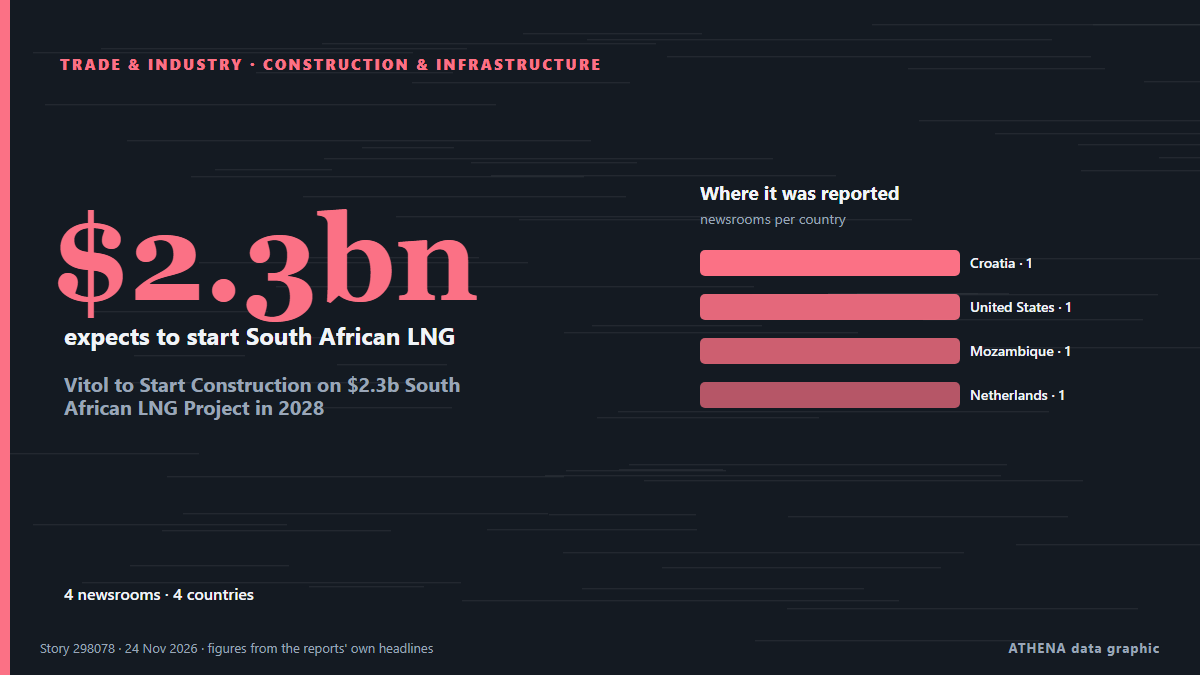 TRADE & INDUSTRY · CONSTRUCTION & INFRASTRUCTURE
$2.3bn
expects to start South African LNG
Vitol to Start Construction on $2.3b South
African LNG Project in 2028
Where it was reported
newsrooms per country
Croatia · 1
United States · 1
Mozambique · 1
Netherlands · 1
4 newsrooms · 4 countries
Story 298078 · 24 Nov 2026 · figures from the reports' own headlines
ATHENA data graphic